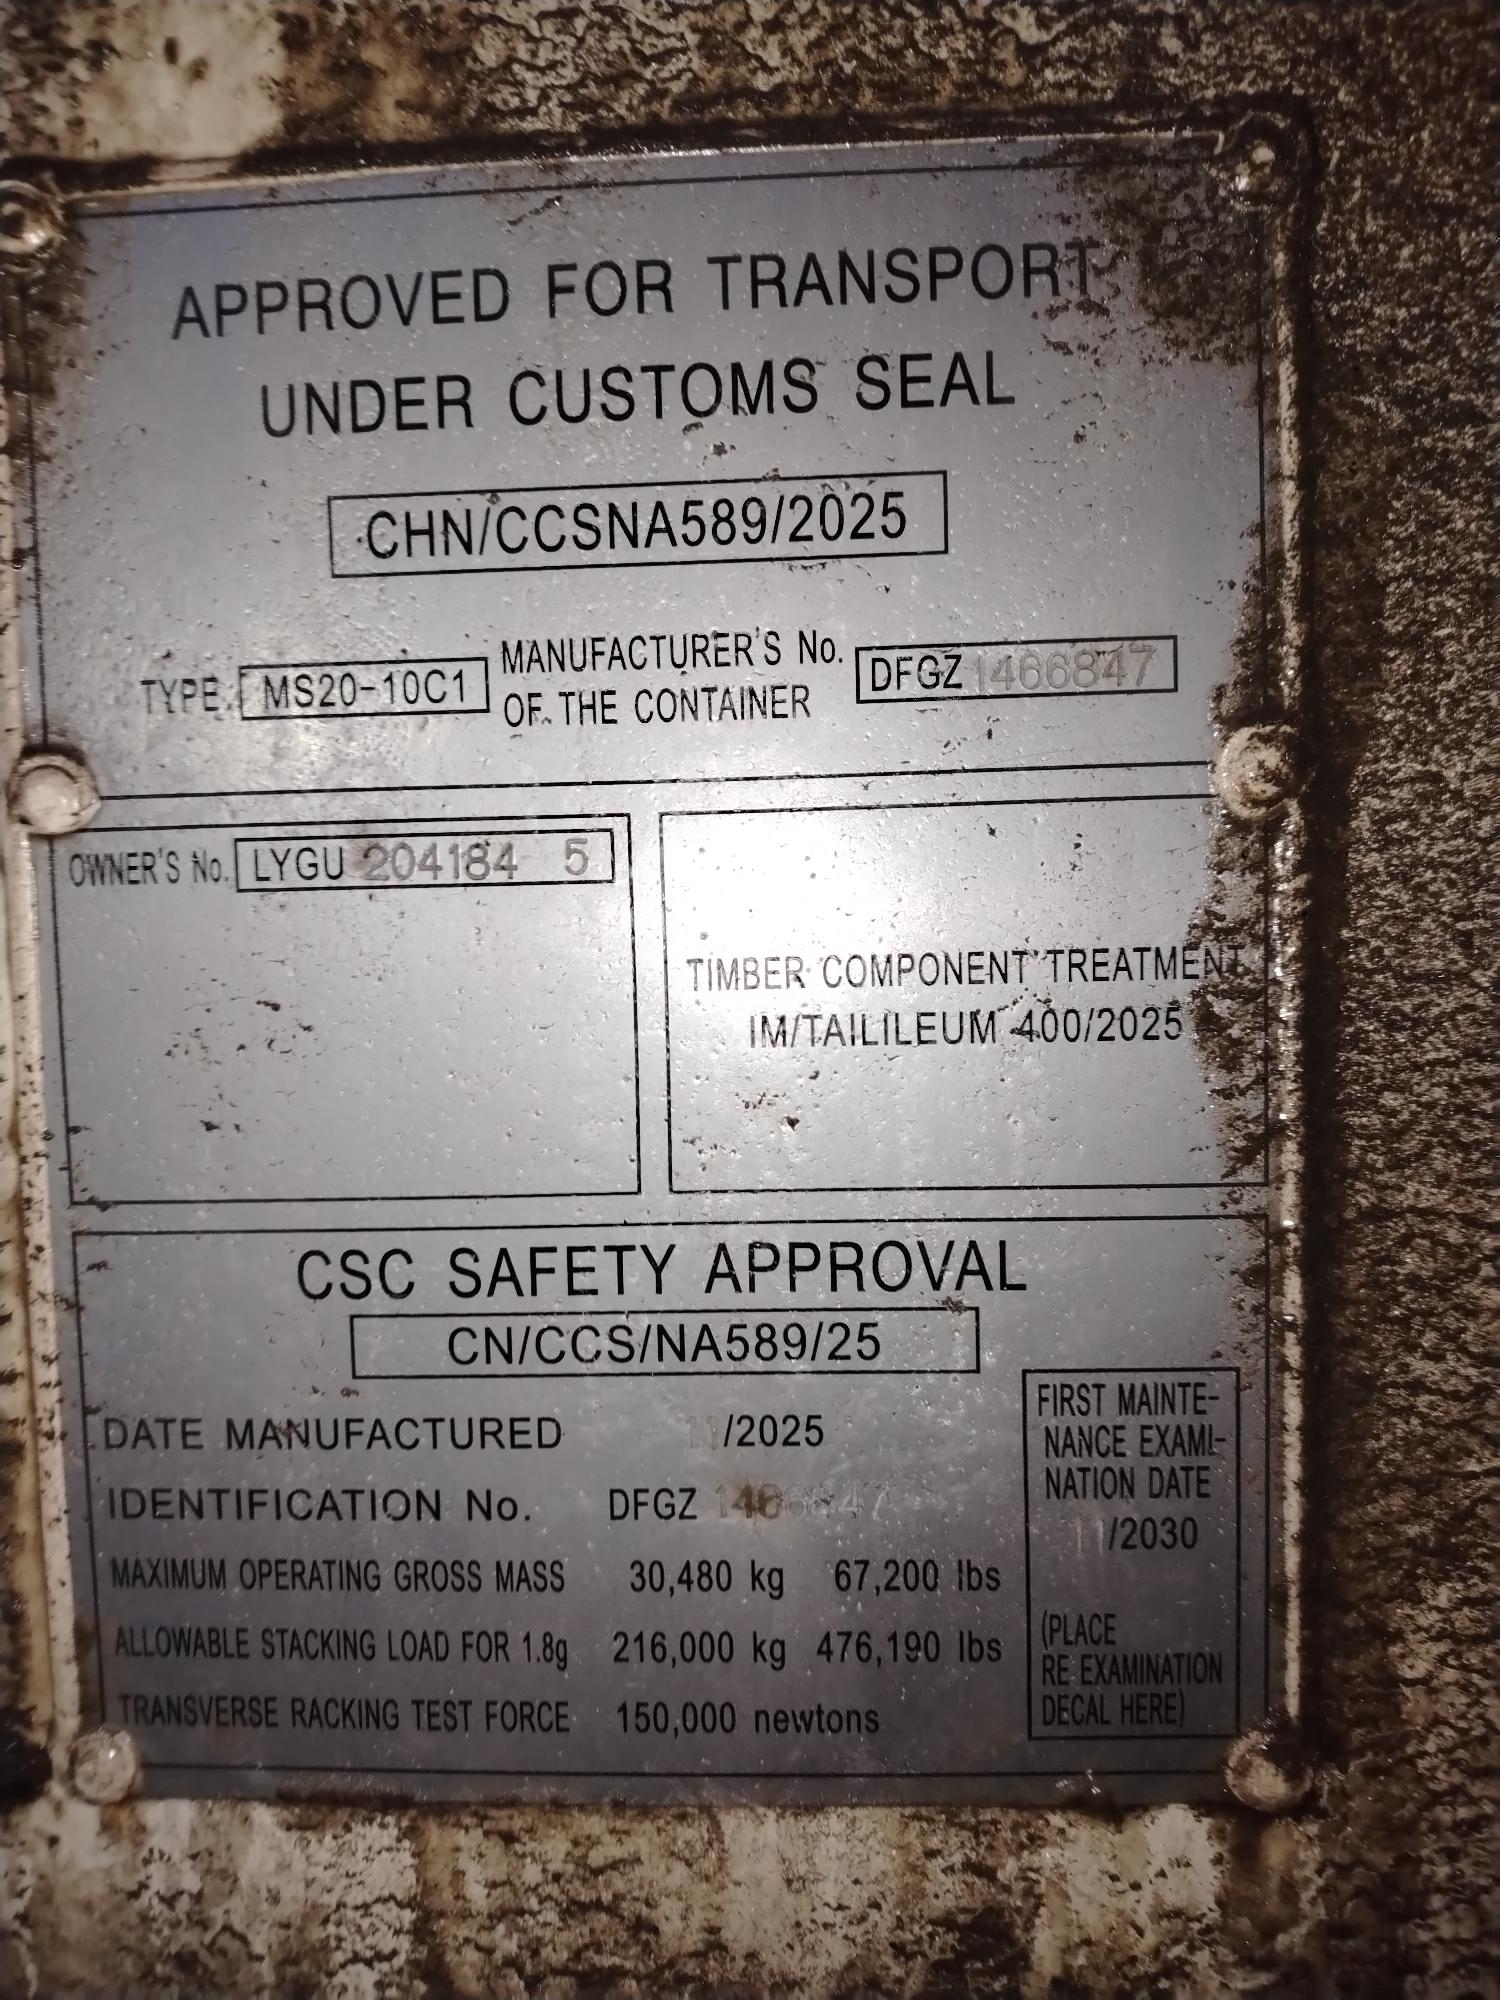 APPROVED FOR TRANSPORT
UNDER CUSTOMS SEAL
CHN/CCSNA589/2025
TYPE: MS20-10C1
MANUFACTURER'S No.
OF THE CONTAINER
DFGZ 1466847
OWNER'S No. LYGU 204184 5
TIMBER COMPONENT TREATMENT
IM/TAILILEUM 400/2025
CSC SAFETY APPROVAL
CN/CCS/NA589/25
DATE MANUFACTURED 11/2025
IDENTIFICATION No. DFGZ 1466847
MAXIMUM OPERATING GROSS MASS 30,480 kg 67,200 lbs
ALLOWABLE STACKING LOAD FOR 1.8g 216,000 kg 476,190 lbs
TRANSVERSE RACKING TEST FORCE 150,000 newtons
FIRST MAINTE-
NANCE EXAMI-
NATION DATE
11/2030
(PLACE
RE EXAMINATION
DECAL HERE)